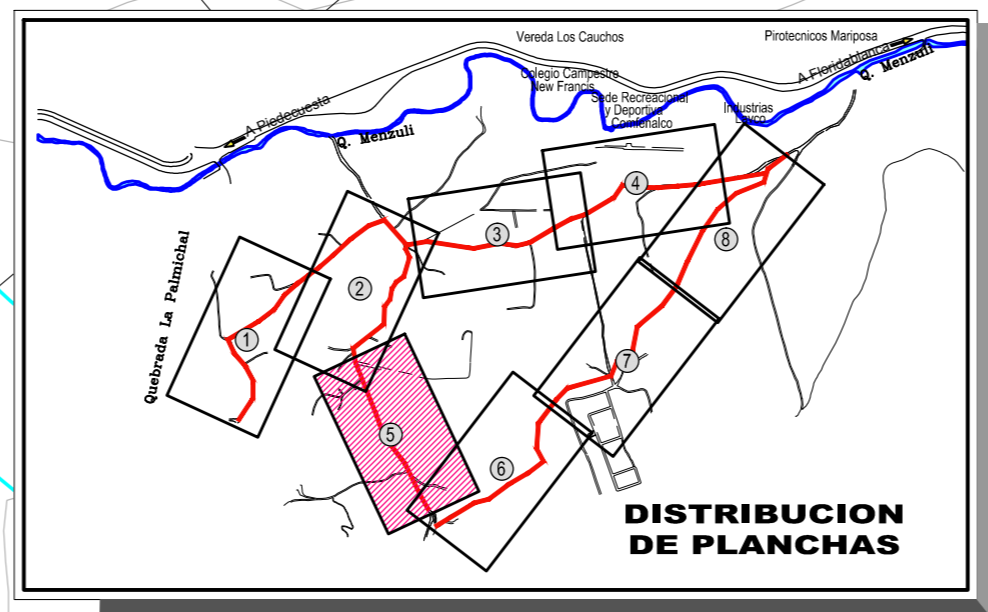 Vereda Los Cauchos
Pirotecnicos Mariposa
A Floridablanca
Q. Menzuli
Colegio Campestre
New Francis
Sede Recreacional
y Deportiva
Comfenalco
Industrias
Lavco
A Piedecuesta
Q. Menzuli
Quebrada La Palmichal
1
2
3
4
5
6
7
8
DISTRIBUCION
DE PLANCHAS